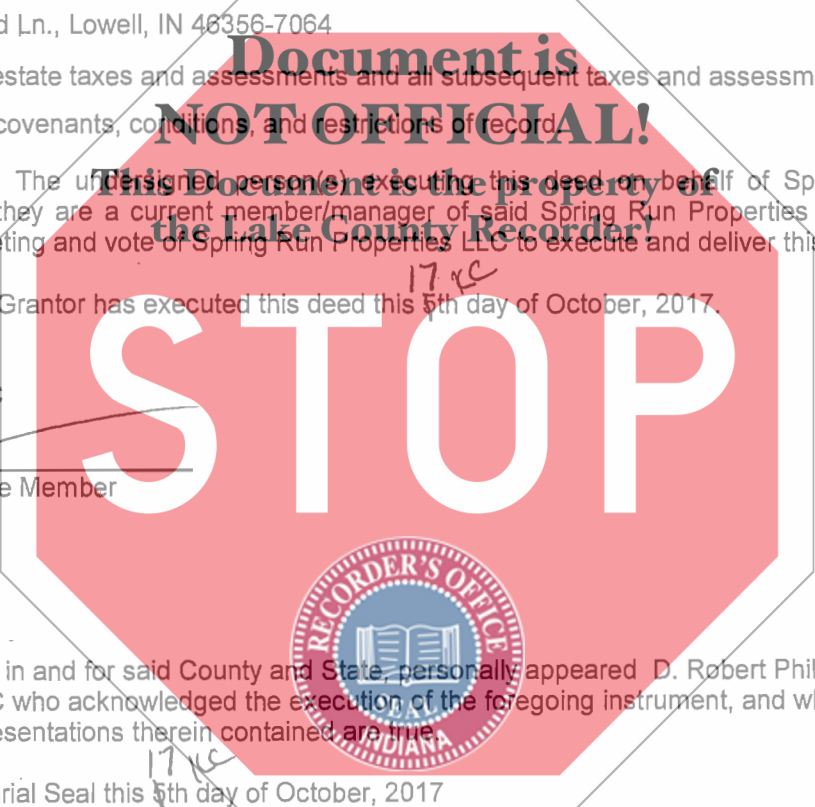 d Ln., Lowell, IN 46356-7064
Document is
estate taxes and assessments and all subsequent taxes and assessm
NOT OFFICIAL!
covenants, conditions, and restrictions of record.
This Document is the property of
The undersigned person(s) executing this deed on behalf of Sp
they are a current member/manager of said Spring Run Properties
the Lake County Recorder!
ting and vote of Spring Run Properties LLC to execute and deliver this
17 KC
Grantor has executed this deed this 5th day of October, 2017.
STOP
e Member
RECORDER'S OFFICE
SEAL
INDIANA
in and for said County and State, personally appeared D. Robert Phil
C who acknowledged the execution of the foregoing instrument, and wh
esentations therein contained are true.
17 KC
rial Seal this 5th day of October, 2017